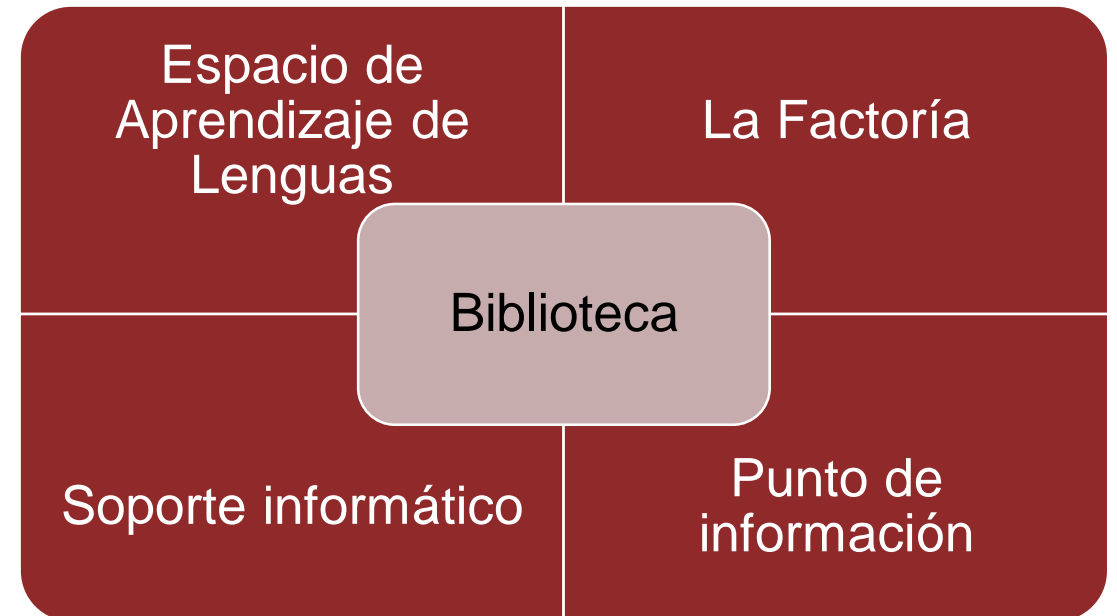 Espacio de
Aprendizaje de
Lenguas
La Factoría
Biblioteca
Soporte informático
Punto de
información